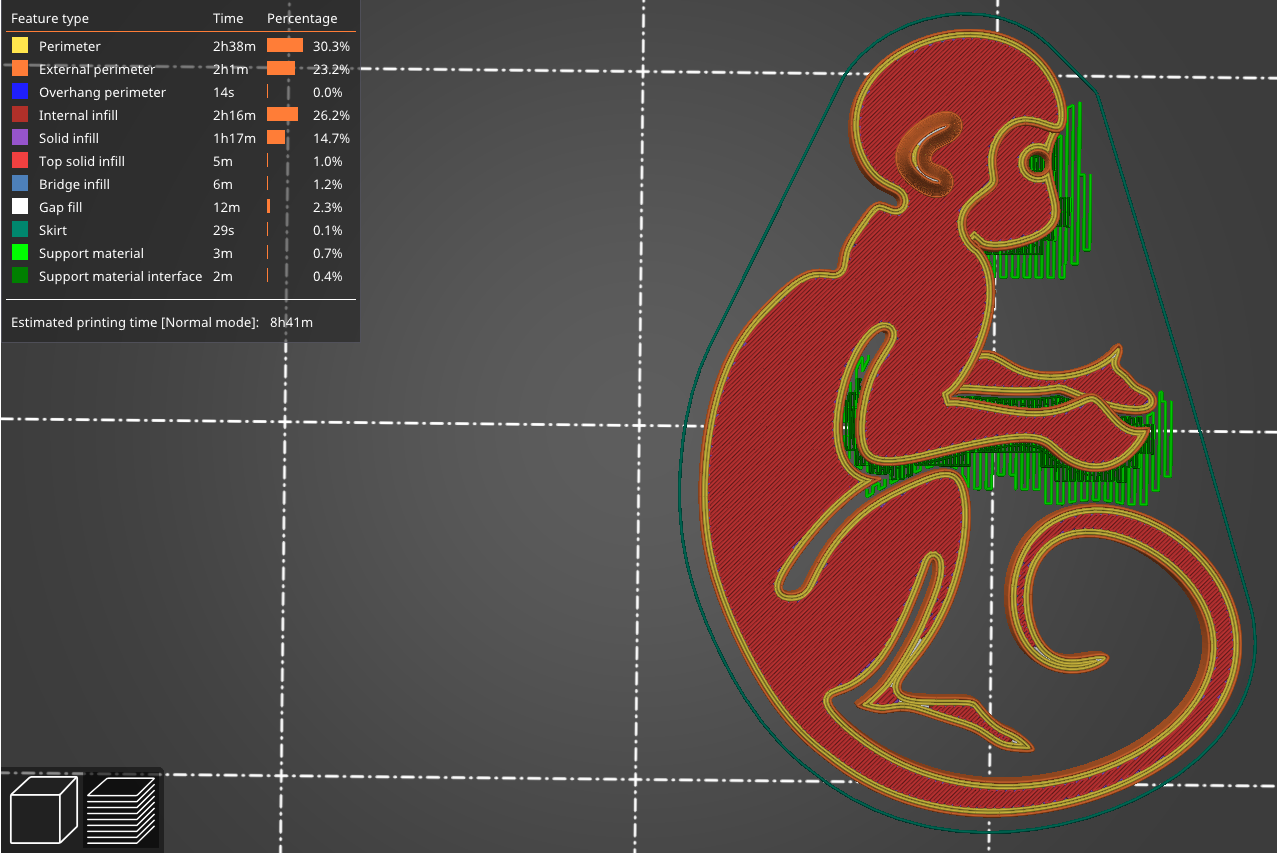 Feature type Time Percentage
Perimeter 2h38m 30.3%
External perimeter 2h1m 23.2%
Overhang perimeter 14s 0.0%
Internal infill 2h16m 26.2%
Solid infill 1h17m 14.7%
Top solid infill 5m 1.0%
Bridge infill 6m 1.2%
Gap fill 12m 2.3%
Skirt 29s 0.1%
Support material 3m 0.7%
Support material interface 2m 0.4%
Estimated printing time [Normal mode]: 8h41m